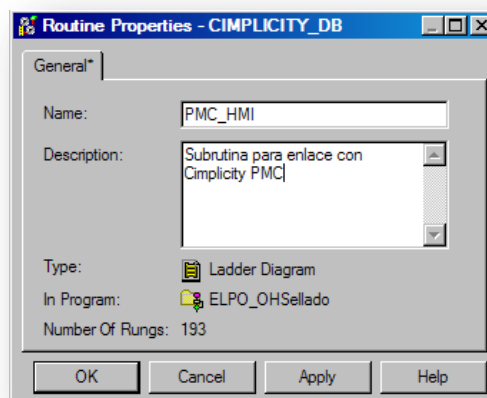 Routine Properties - CIMPLICITY_DB
General*
Name: PMC_HMI
Description: Subrutina para enlace con
Cimplicity PMC
Type: Ladder Diagram
In Program: ELPO_OHSellado
Number Of Rungs: 193
OK Cancel Apply Help